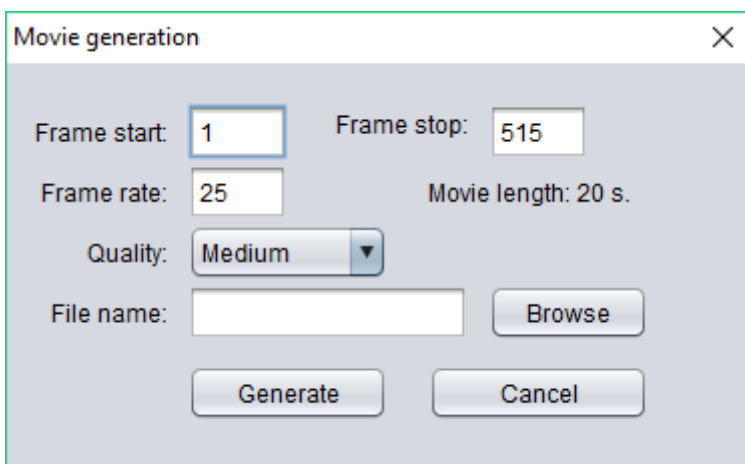 Movie generation
Frame start: 1 Frame stop: 515
Frame rate: 25 Movie length: 20 s.
Quality: Medium
File name: Browse
Generate Cancel